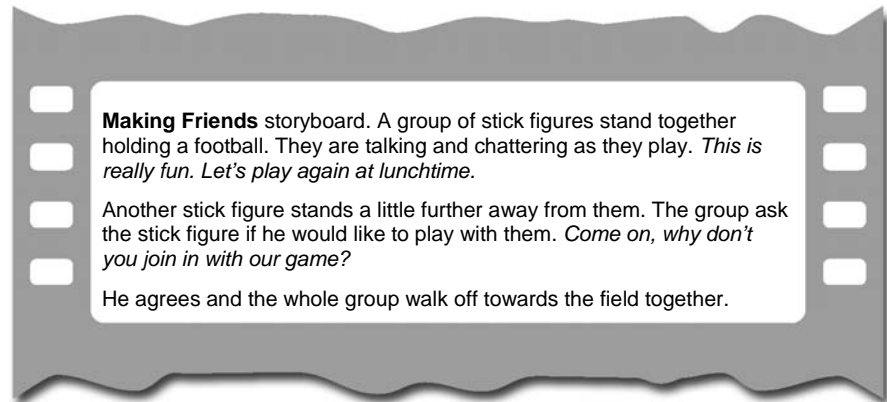 Making Friends storyboard. A group of stick figures stand together
holding a football. They are talking and chattering as they play. This is
really fun. Let's play again at lunchtime.
Another stick figure stands a little further away from them. The group ask
the stick figure if he would like to play with them. Come on, why don't
you join in with our game?
He agrees and the whole group walk off towards the field together.